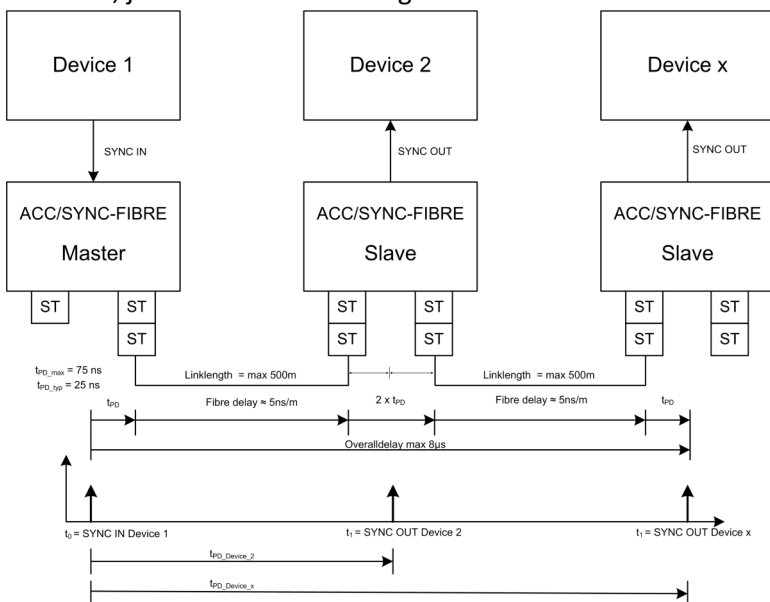 Device 1
Device 2
Device x
SYNC IN
SYNC OUT
SYNC OUT
ACC/SYNC-FIBRE
Master
ACC/SYNC-FIBRE
Slave
ACC/SYNC-FIBRE
Slave
ST
ST
ST
ST
ST
ST
ST
ST
ST
ST
tPD_max = 75 ns
tPD_typ = 25 ns
Linklength = max 500m
Linklength = max 500m
tPD
Fibre delay ≈ 5ns/m
2 x tPD
Fibre delay ≈ 5ns/m
tPD
Overalldelay max 8µs
t0 = SYNC IN Device 1
t1 = SYNC OUT Device 2
t1 = SYNC OUT Device x
tPD_Device_2
tPD_Device_x